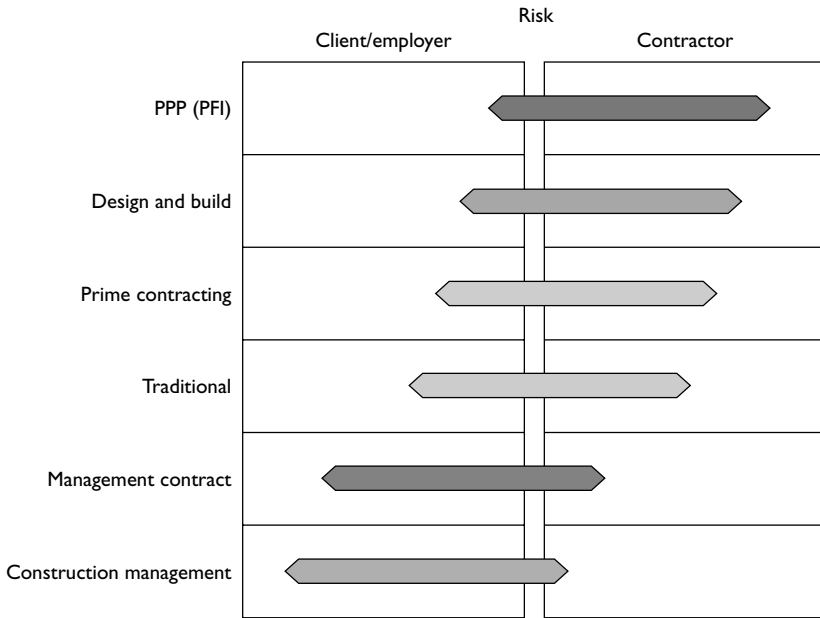 Risk
Client/employer
Contractor
PPP (PFI)
Design and build
Prime contracting
Traditional
Management contract
Construction management